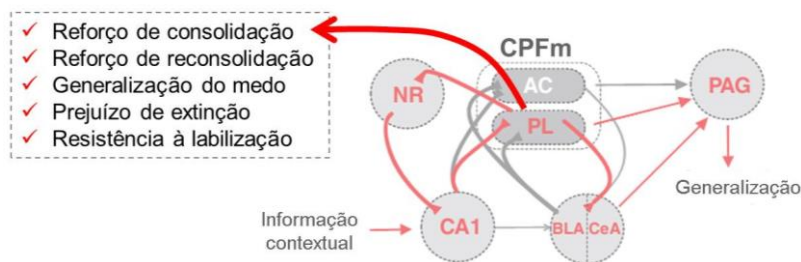 ✓ Reforço de consolidação
✓ Reforço de reconsolidação
✓ Generalização do medo
✓ Prejuízo de extinção
✓ Resistência à labilização
CPFm
NR
AC
PL
PAG
Generalização
Informação
contextual
CA1
BLA
CeA